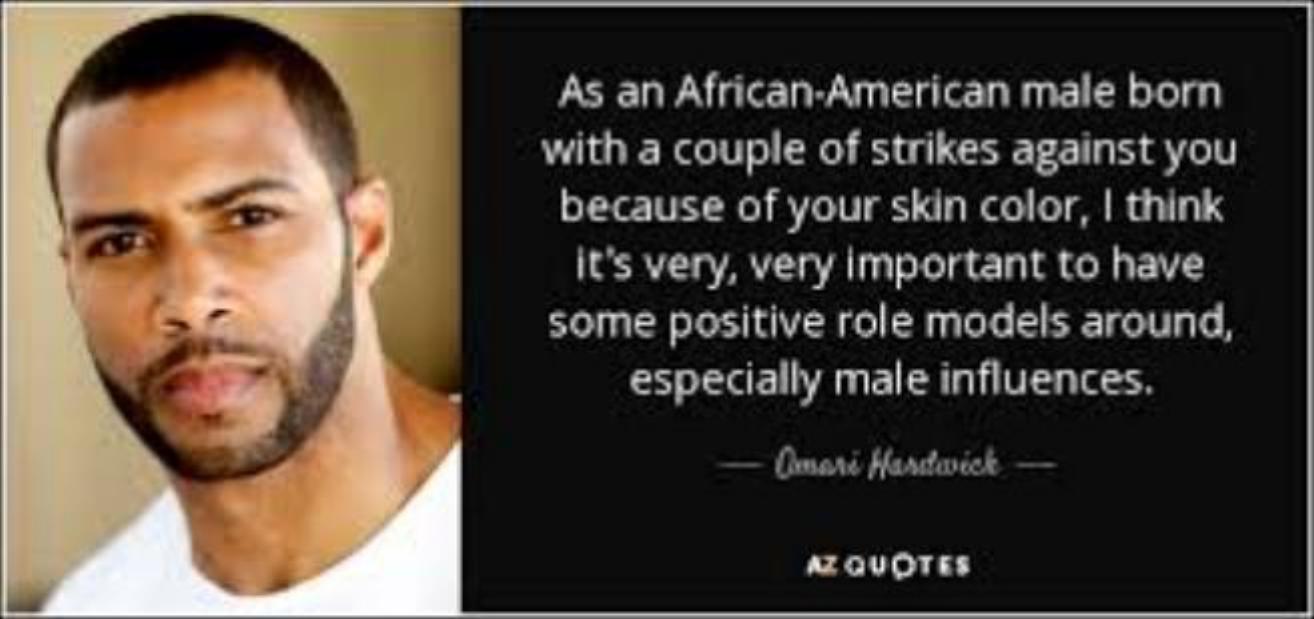 As an African-American male born
with a couple of strikes against you
because of your skin color, I think
it's very, very important to have
some positive role models around,
especially male influences.
— Omari Hardwick —
AZ QUOTES